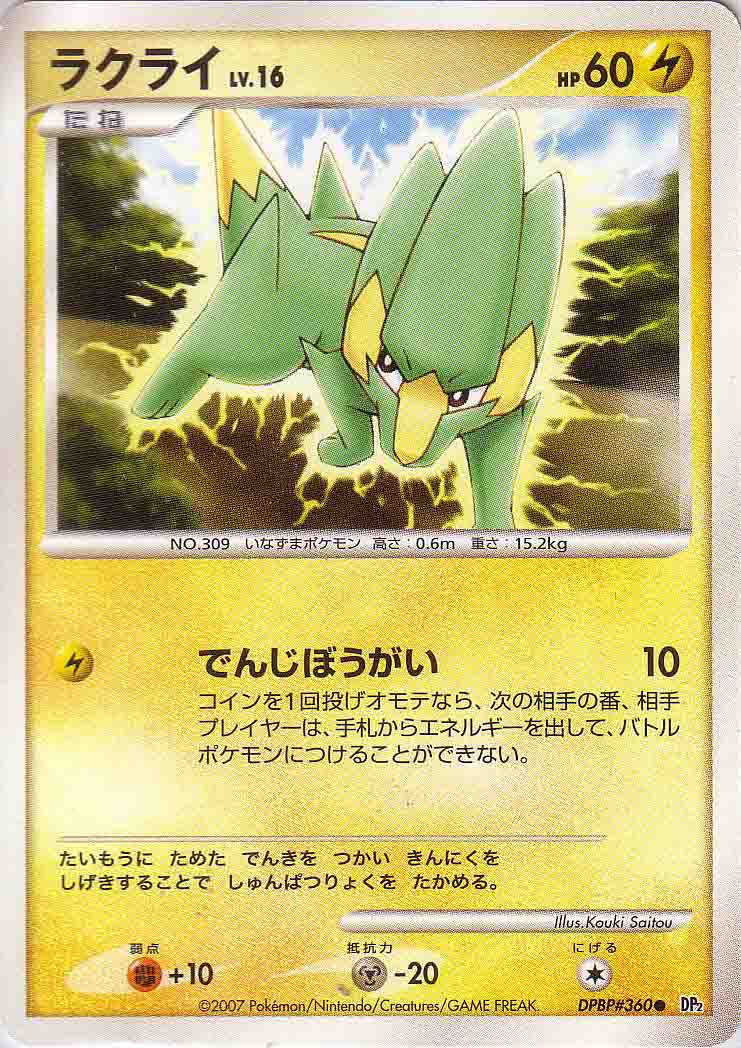 ラクライ LV.16 HP60
たね
NO.309 いなずまポケモン 高さ:0.6m 重さ:15.2kg
でんじぼうがい 10
コインを1回投げオモテなら、次の相手の番、相手
プレイヤーは、手札からエネルギーを出して、バトル
ポケモンにつけることができない。
たいもうに ためた でんきを つかい きんにくを
しげきすることで しゅんぱつりょくを たかめる。
Illus.Kouki Saitou
弱点 抵抗力 にげる
+10 -20
©2007 Pokémon/Nintendo/Creatures/GAME FREAK. DPBP#360● DP2